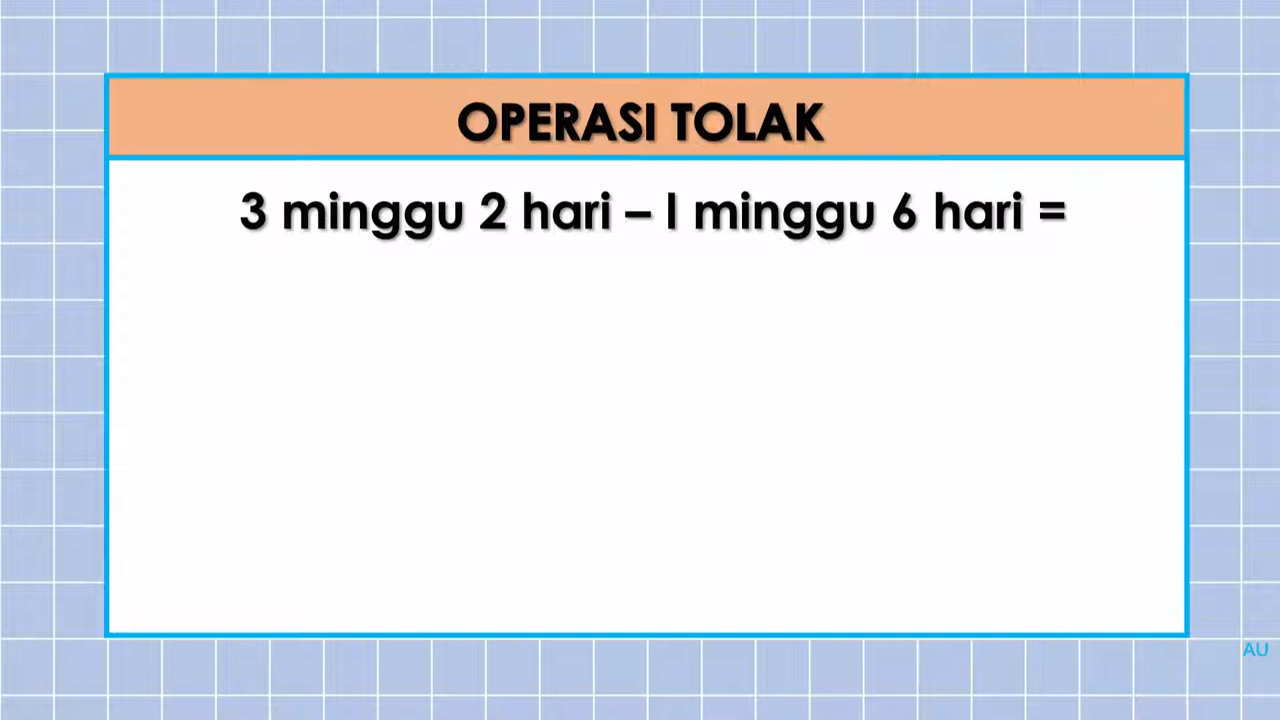 OPERASI TOLAK
3 minggu 2 hari – I minggu 6 hari =
AU